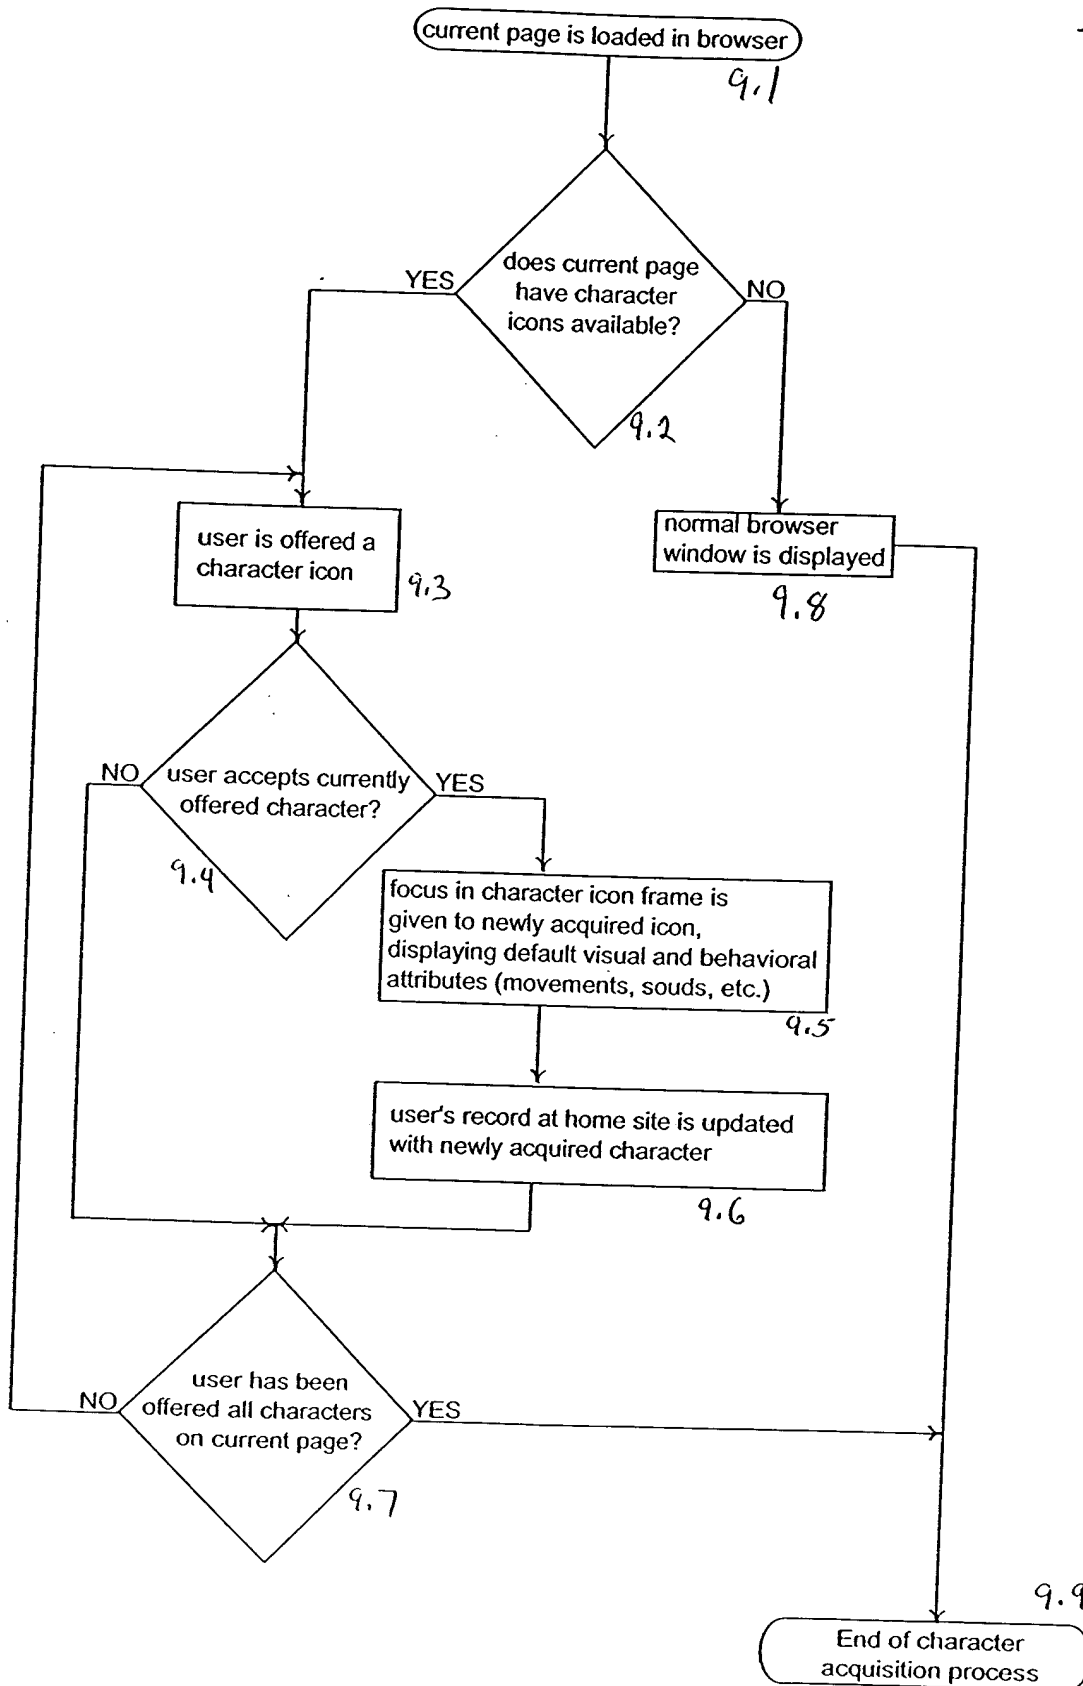 current page is loaded in browser
9.1
does current page
have character
icons available?
YES
NO
9.2
user is offered a
character icon
9.3
normal browser
window is displayed
9.8
user accepts currently
offered character?
NO
YES
9.4
focus in character icon frame is
given to newly acquired icon,
displaying default visual and behavioral
attributes (movements, souds, etc.)
9.5
user's record at home site is updated
with newly acquired character
9.6
user has been
offered all characters
on current page?
NO
YES
9.7
9.9
End of character
acquisition process